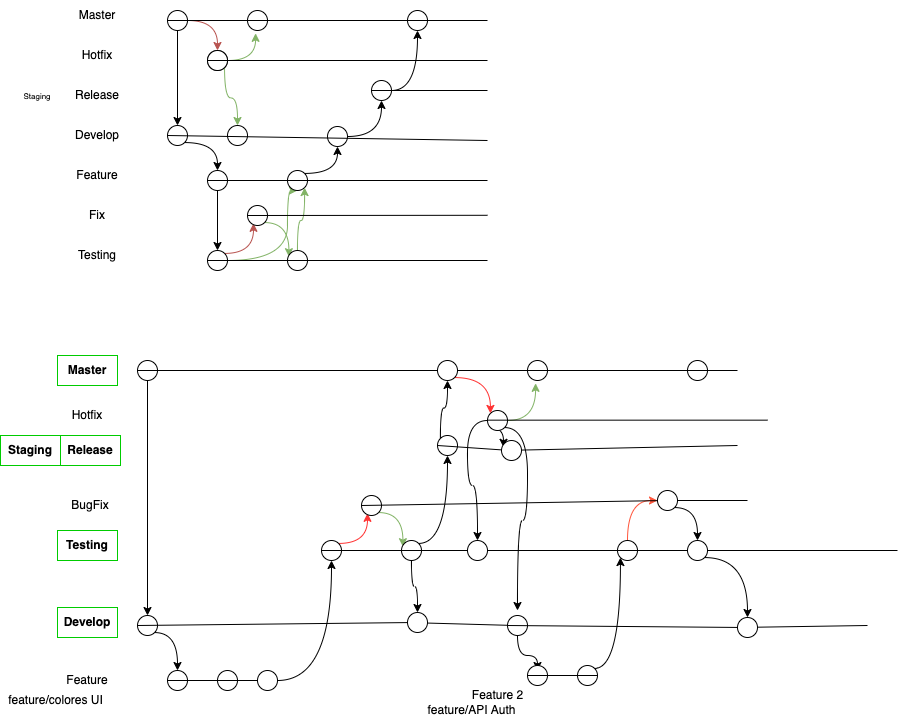 Master
Hotfix
Staging
Release
Develop
Feature
Fix
Testing
Master
Hotfix
Staging
Release
BugFix
Testing
Develop
Feature
feature/colores UI
Feature 2
feature/API Auth